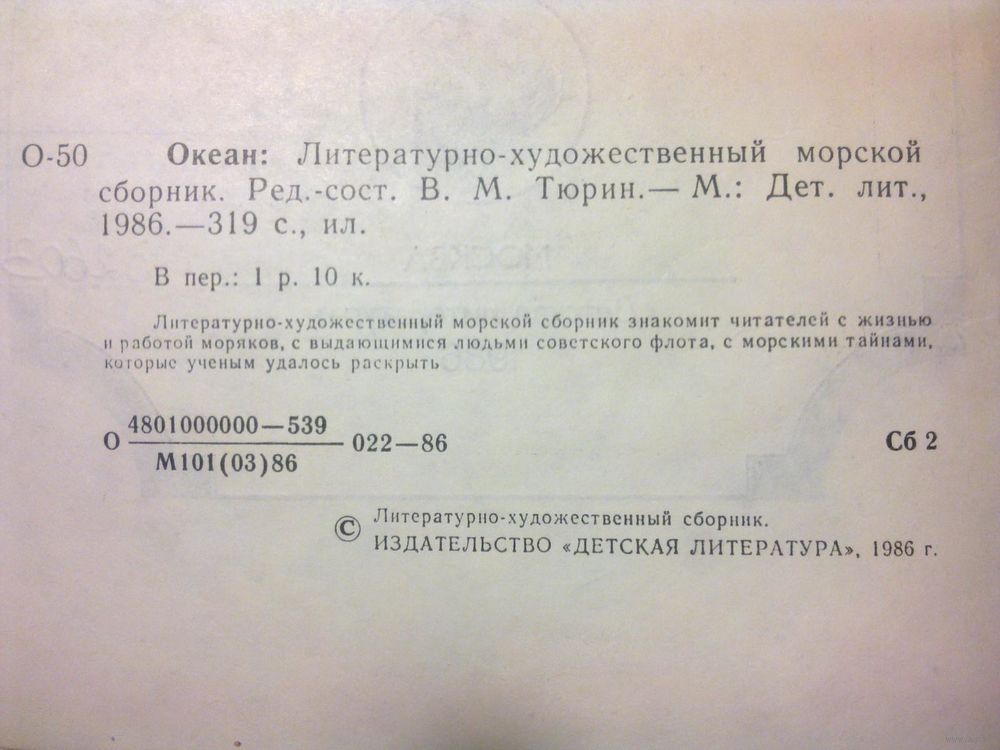 О-50 Океан: Литературно-художественный морской
сборник. Ред.-сост. В. М. Тюрин.— М.: Дет. лит.,
1986.—319 с., ил.
В пер.: 1 р. 10 к.
Литературно-художественный морской сборник знакомит читателей с жизнью
и работой моряков, с выдающимися людьми советского флота, с морскими тайнами,
которые ученым удалось раскрыть
4801000000—539
О 022—86 Сб 2
М101(03)86
© Литературно-художественный сборник.
ИЗДАТЕЛЬСТВО «ДЕТСКАЯ ЛИТЕРАТУРА», 1986 г.